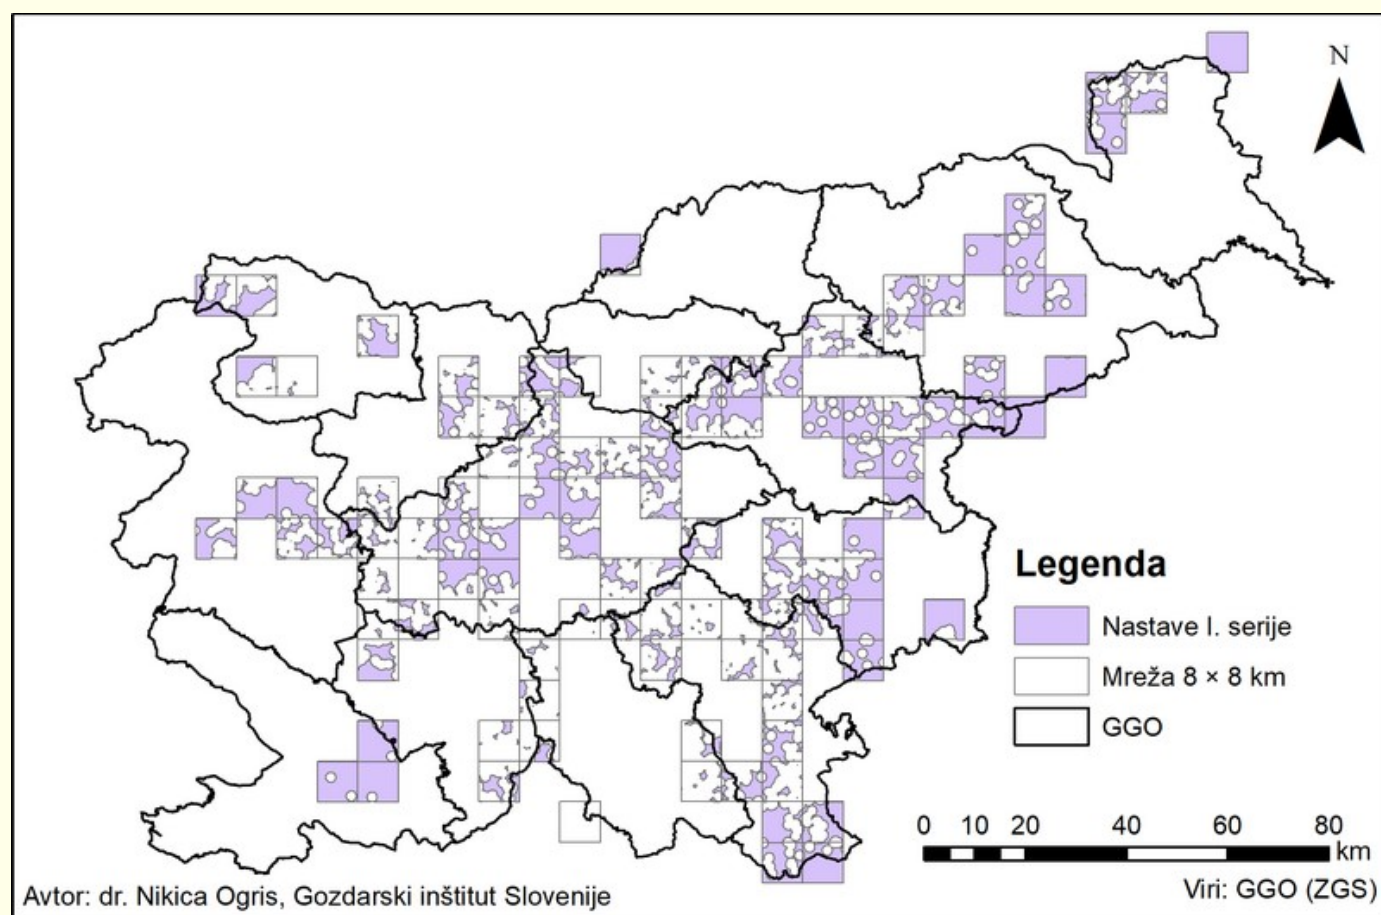 N
Legenda
Nastave I. serije
Mreža 8 × 8 km
GGO
0 10 20 40 60 80
km
Avtor: dr. Nikica Ogris, Gozdarski inštitut Slovenije
Viri: GGO (ZGS)